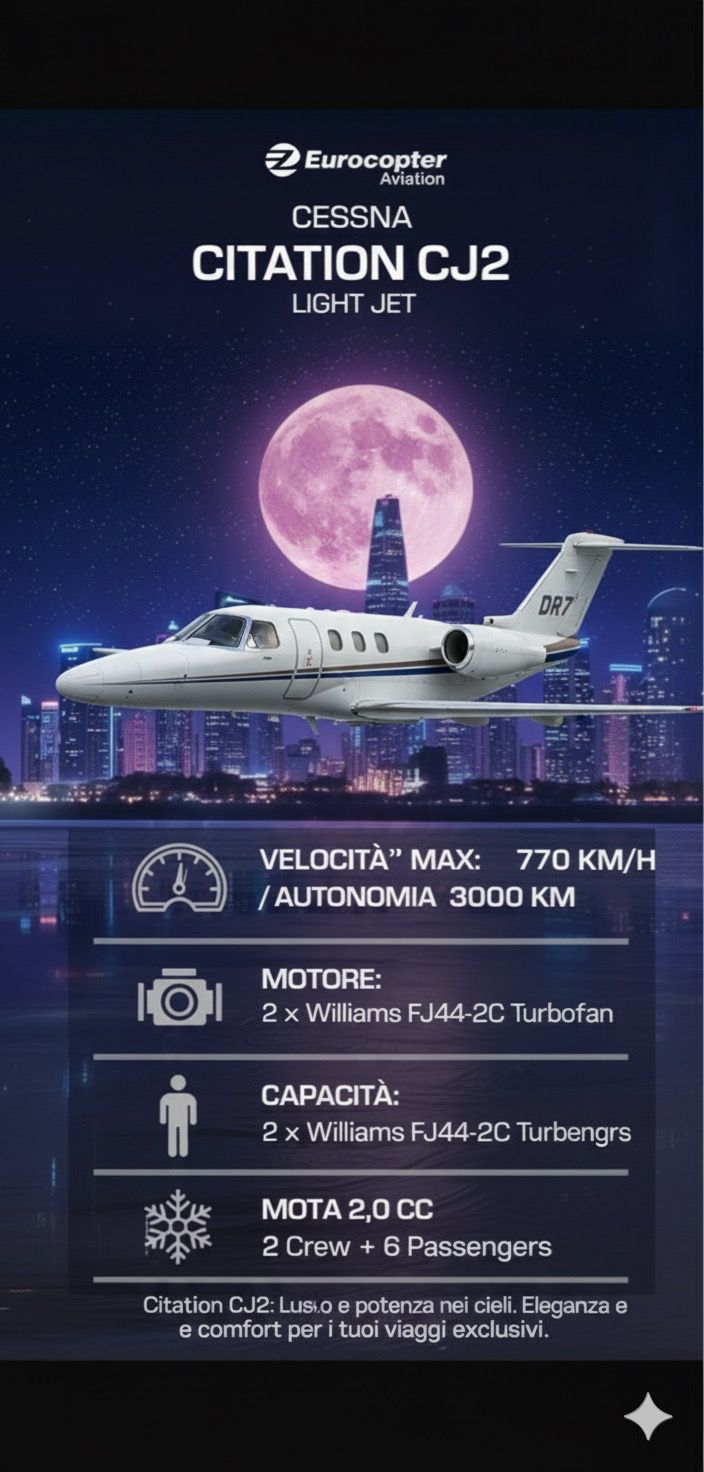 Eurocopter
Aviation
CESSNA
CITATION CJ2
LIGHT JET
DR7
VELOCITÀ” MAX: 770 KM/H
/AUTONOMIA 3000 KM
MOTORE:
2 x Williams FJ44-2C Turbofan
CAPACITÀ:
2 x Williams FJ44-2C Turbengrs
MOTA 2,0 CC
2 Crew + 6 Passengers
Citation CJ2: Lus.o e potenza nei cieli. Eleganza e
e comfort per i tuoi viaggi exclusivi.